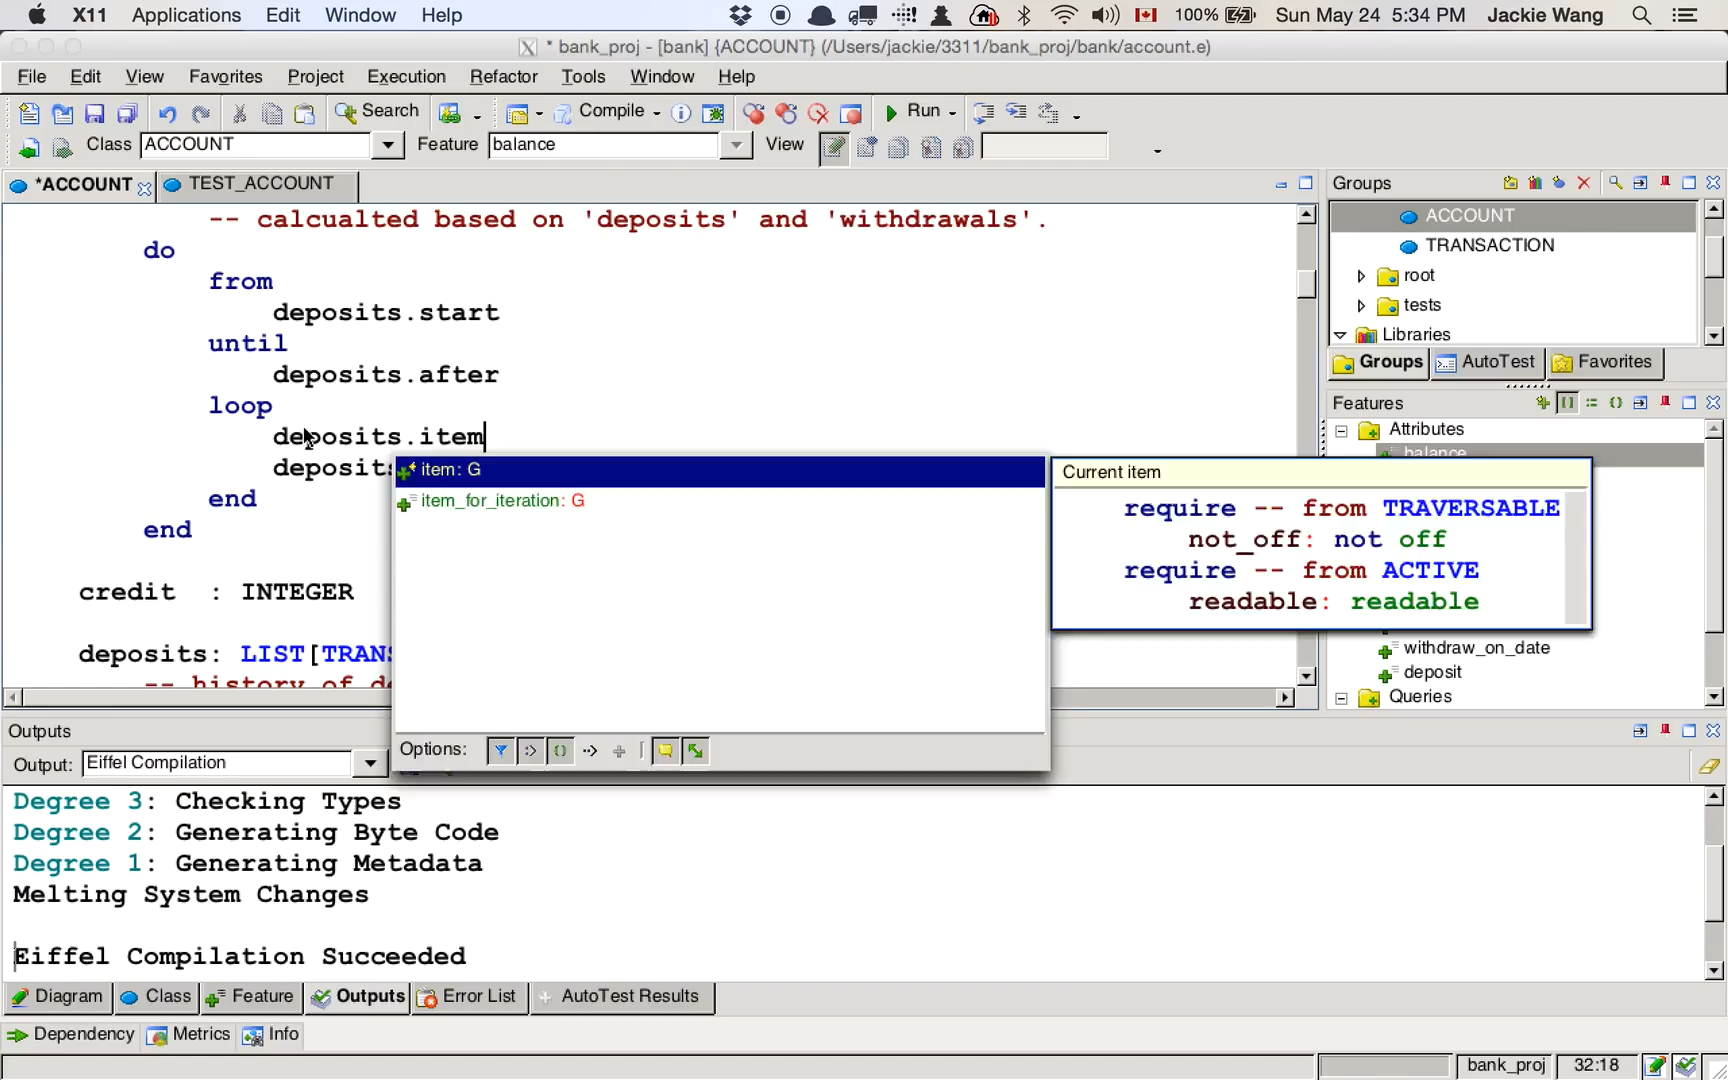 X11 Applications Edit Window Help 100% Sun May 24 5:34 PM Jackie Wang
* bank_proj - [bank] {ACCOUNT} (/Users/jackie/3311/bank_proj/bank/account.e)
File Edit View Favorites Project Execution Refactor Tools Window Help
Search Compile Run
Class ACCOUNT Feature balance View
*ACCOUNT TEST_ACCOUNT
-- calcualted based on 'deposits' and 'withdrawals'.
do
from
deposits.start
until
deposits.after
loop
deposits.item
deposits
end
end
credit : INTEGER
deposits: LIST[TRANS
-- history of de
item: G
item_for_iteration: G
Options:
Current item
require -- from TRAVERSABLE
not_off: not off
require -- from ACTIVE
readable: readable
Groups
ACCOUNT
TRANSACTION
root
tests
Libraries
Groups AutoTest Favorites
Features
Attributes
balance
withdraw_on_date
deposit
Queries
Outputs
Output: Eiffel Compilation
Degree 3: Checking Types
Degree 2: Generating Byte Code
Degree 1: Generating Metadata
Melting System Changes
Eiffel Compilation Succeeded
Diagram Class Feature Outputs Error List AutoTest Results
Dependency Metrics Info
bank_proj 32:18